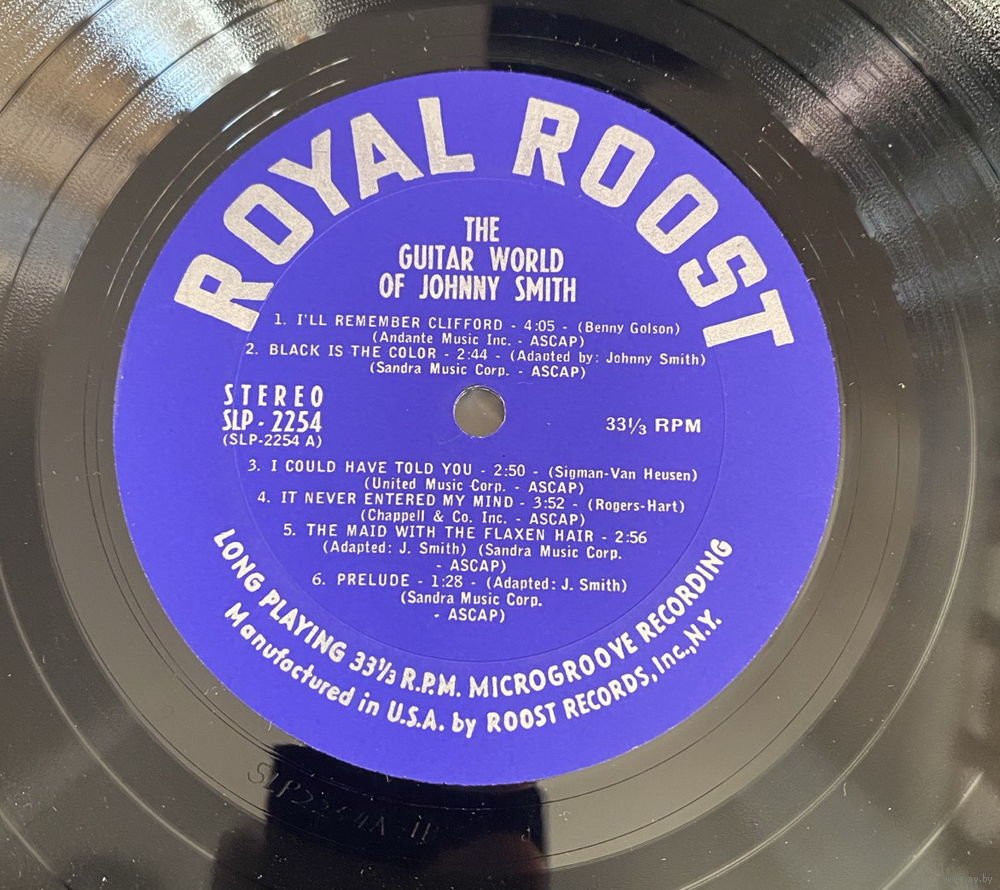 ROYAL ROOST
THE
GUITAR WORLD
OF JOHNNY SMITH
1. I'LL REMEMBER CLIFFORD - 4:05 - (Benny Golson)
(Andante Music Inc. - ASCAP)
2. BLACK IS THE COLOR - 2:44 - (Adapted by: Johnny Smith)
(Sandra Music Corp. - ASCAP)
STEREO
SLP - 2254
(SLP-2254 A)
33⅓ RPM
3. I COULD HAVE TOLD YOU - 2:50 - (Sigman-Van Heusen)
(United Music Corp. - ASCAP)
4. IT NEVER ENTERED MY MIND - 3:52 - (Rogers-Hart)
(Chappell & Co. Inc. - ASCAP)
5. THE MAID WITH THE FLAXEN HAIR - 2:56
(Adapted: J. Smith) (Sandra Music Corp.
- ASCAP)
6. PRELUDE - 1:28 - (Adapted: J. Smith)
(Sandra Music Corp.
- ASCAP)
LONG PLAYING 33⅓ R.P.M. MICROGROOVE RECORDING
Manufactured in U.S.A. by ROOST RECORDS, Inc., N.Y.